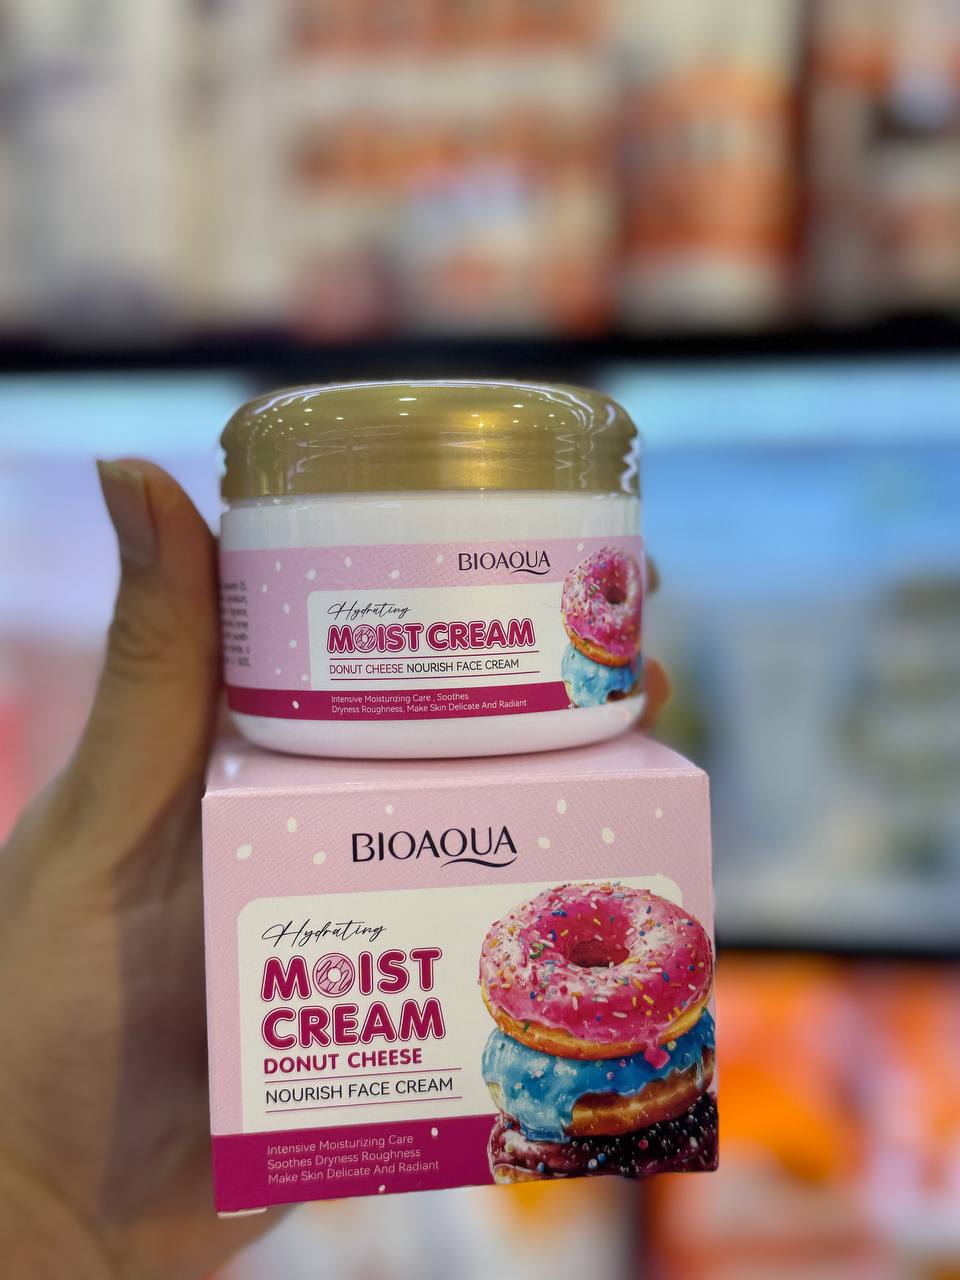 BIOAQUA
Hydrating
MOIST CREAM
DONUT CHEESE NOURISH FACE CREAM
Intensive Moisturizing Care , Soothes
Dryness Roughness, Make Skin Delicate And Radiant
BIOAQUA
Hydrating
MOIST
CREAM
DONUT CHEESE
NOURISH FACE CREAM
Intensive Moisturizing Care
Soothes Dryness Roughness
Make Skin Delicate And Radiant